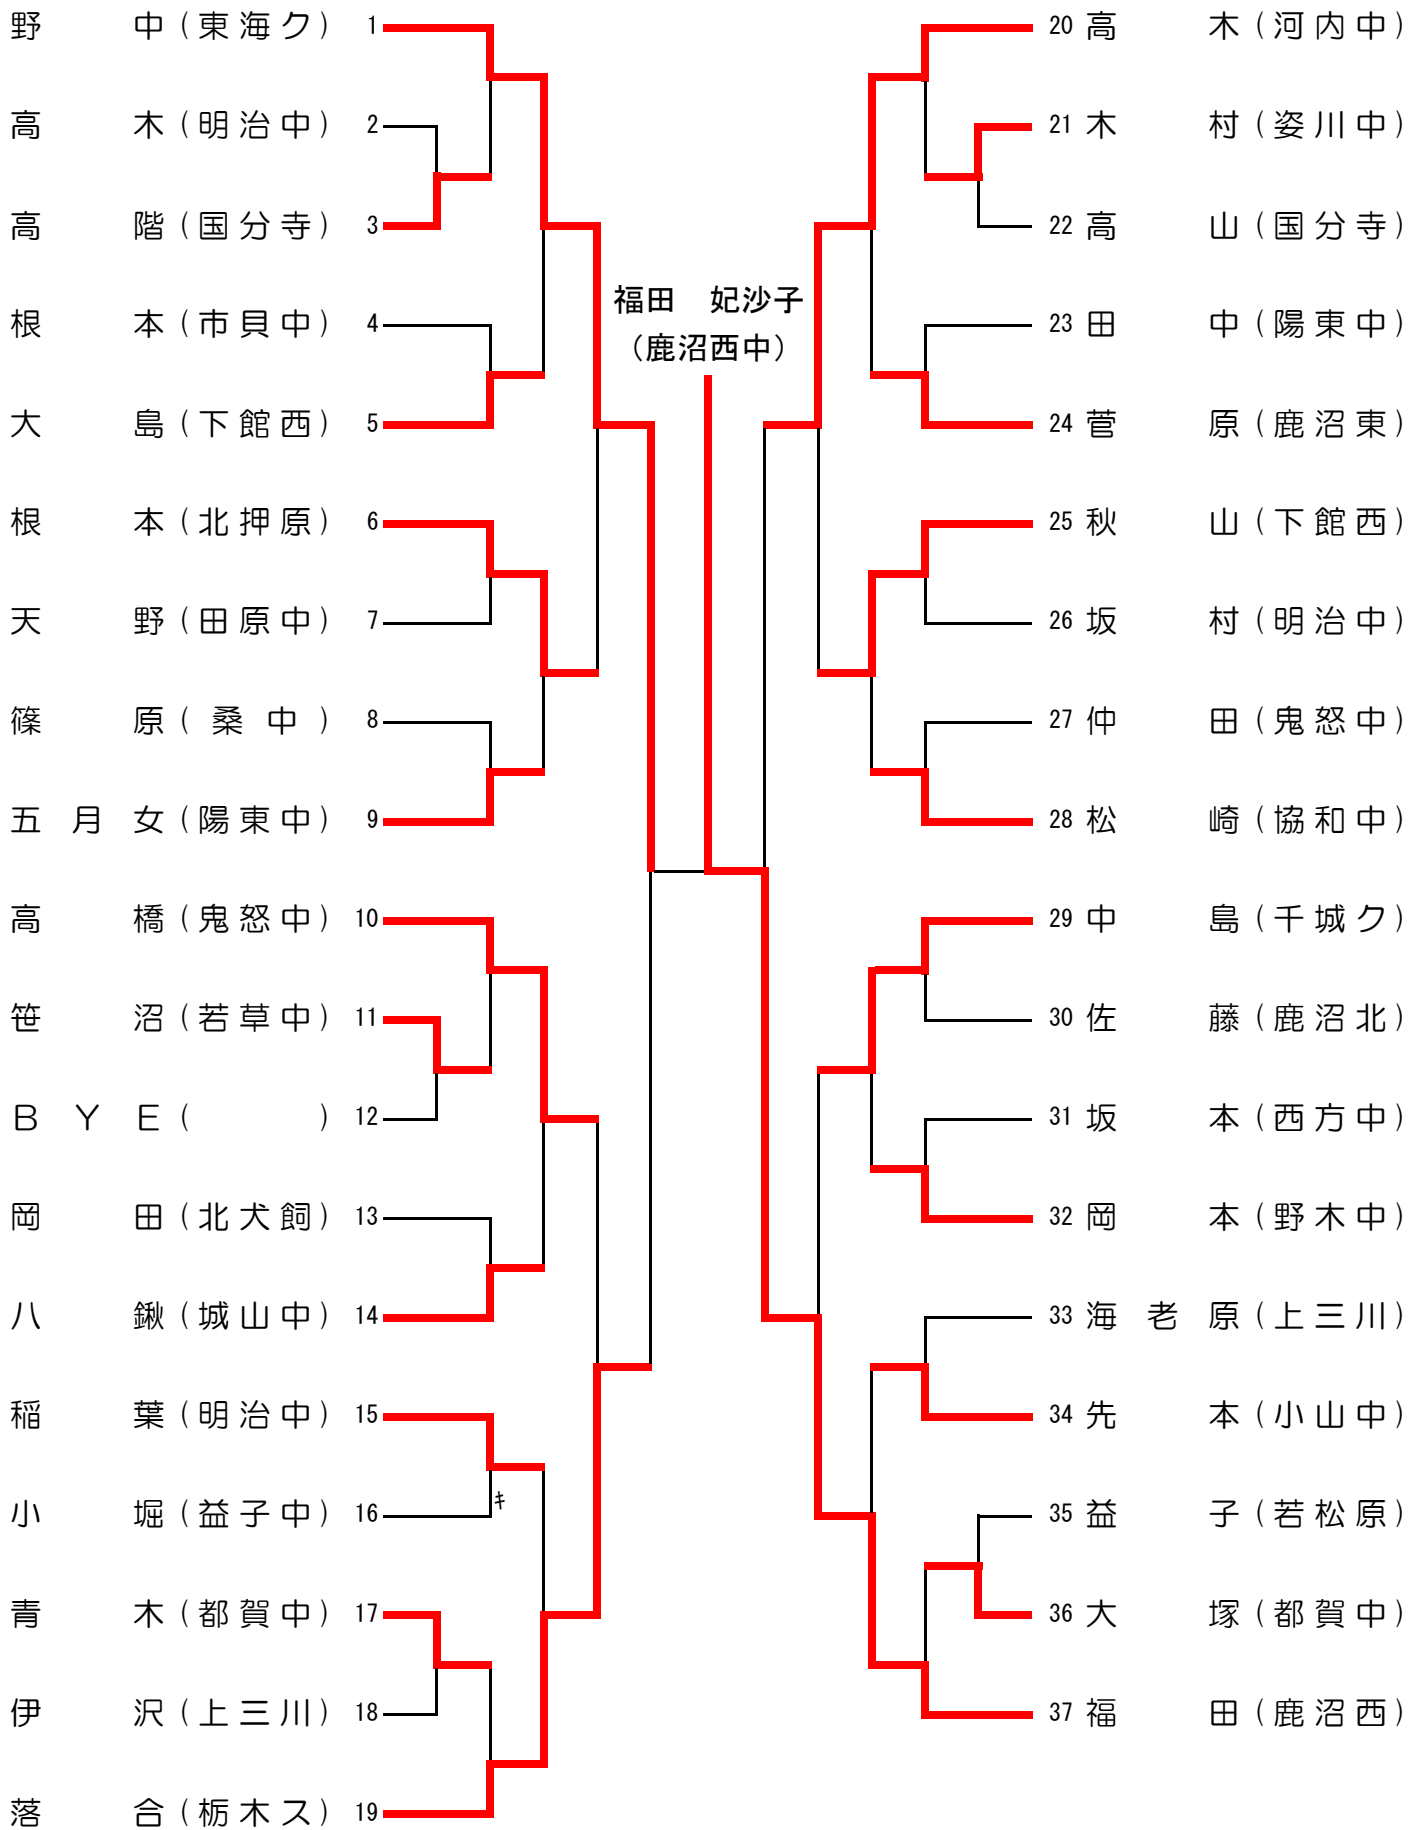 野中(東海ク) 1
高木(明治中) 2
高階(国分寺) 3
根本(市貝中) 4
大島(下館西) 5
根本(北押原) 6
天野(田原中) 7
篠原(桑中) 8
五月女(陽東中) 9
高橋(鬼怒中) 10
笹沼(若草中) 11
BYE( ) 12
岡田(北犬飼) 13
八鍬(城山中) 14
稲葉(明治中) 15
小堀(益子中) 16
キ
青木(都賀中) 17
伊沢(上三川) 18
落合(栃木ス) 19
福田 妃沙子
(鹿沼西中)
20 高木(河内中)
21 木村(姿川中)
22 高山(国分寺)
23 田中(陽東中)
24 菅原(鹿沼東)
25 秋山(下館西)
26 坂村(明治中)
27 仲田(鬼怒中)
28 松崎(協和中)
29 中島(千城ク)
30 佐藤(鹿沼北)
31 坂本(西方中)
32 岡本(野木中)
33 海老原(上三川)
34 先本(小山中)
35 益子(若松原)
36 大塚(都賀中)
37 福田(鹿沼西)